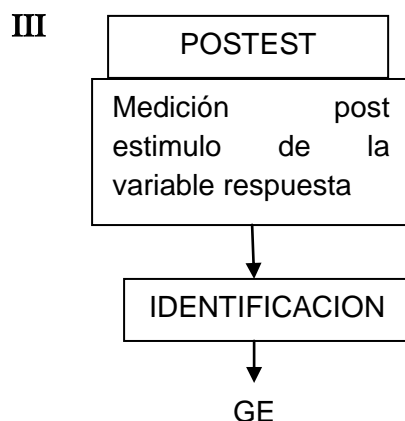 III
POSTEST
Medición post
estimulo de la
variable respuesta
IDENTIFICACION
GE